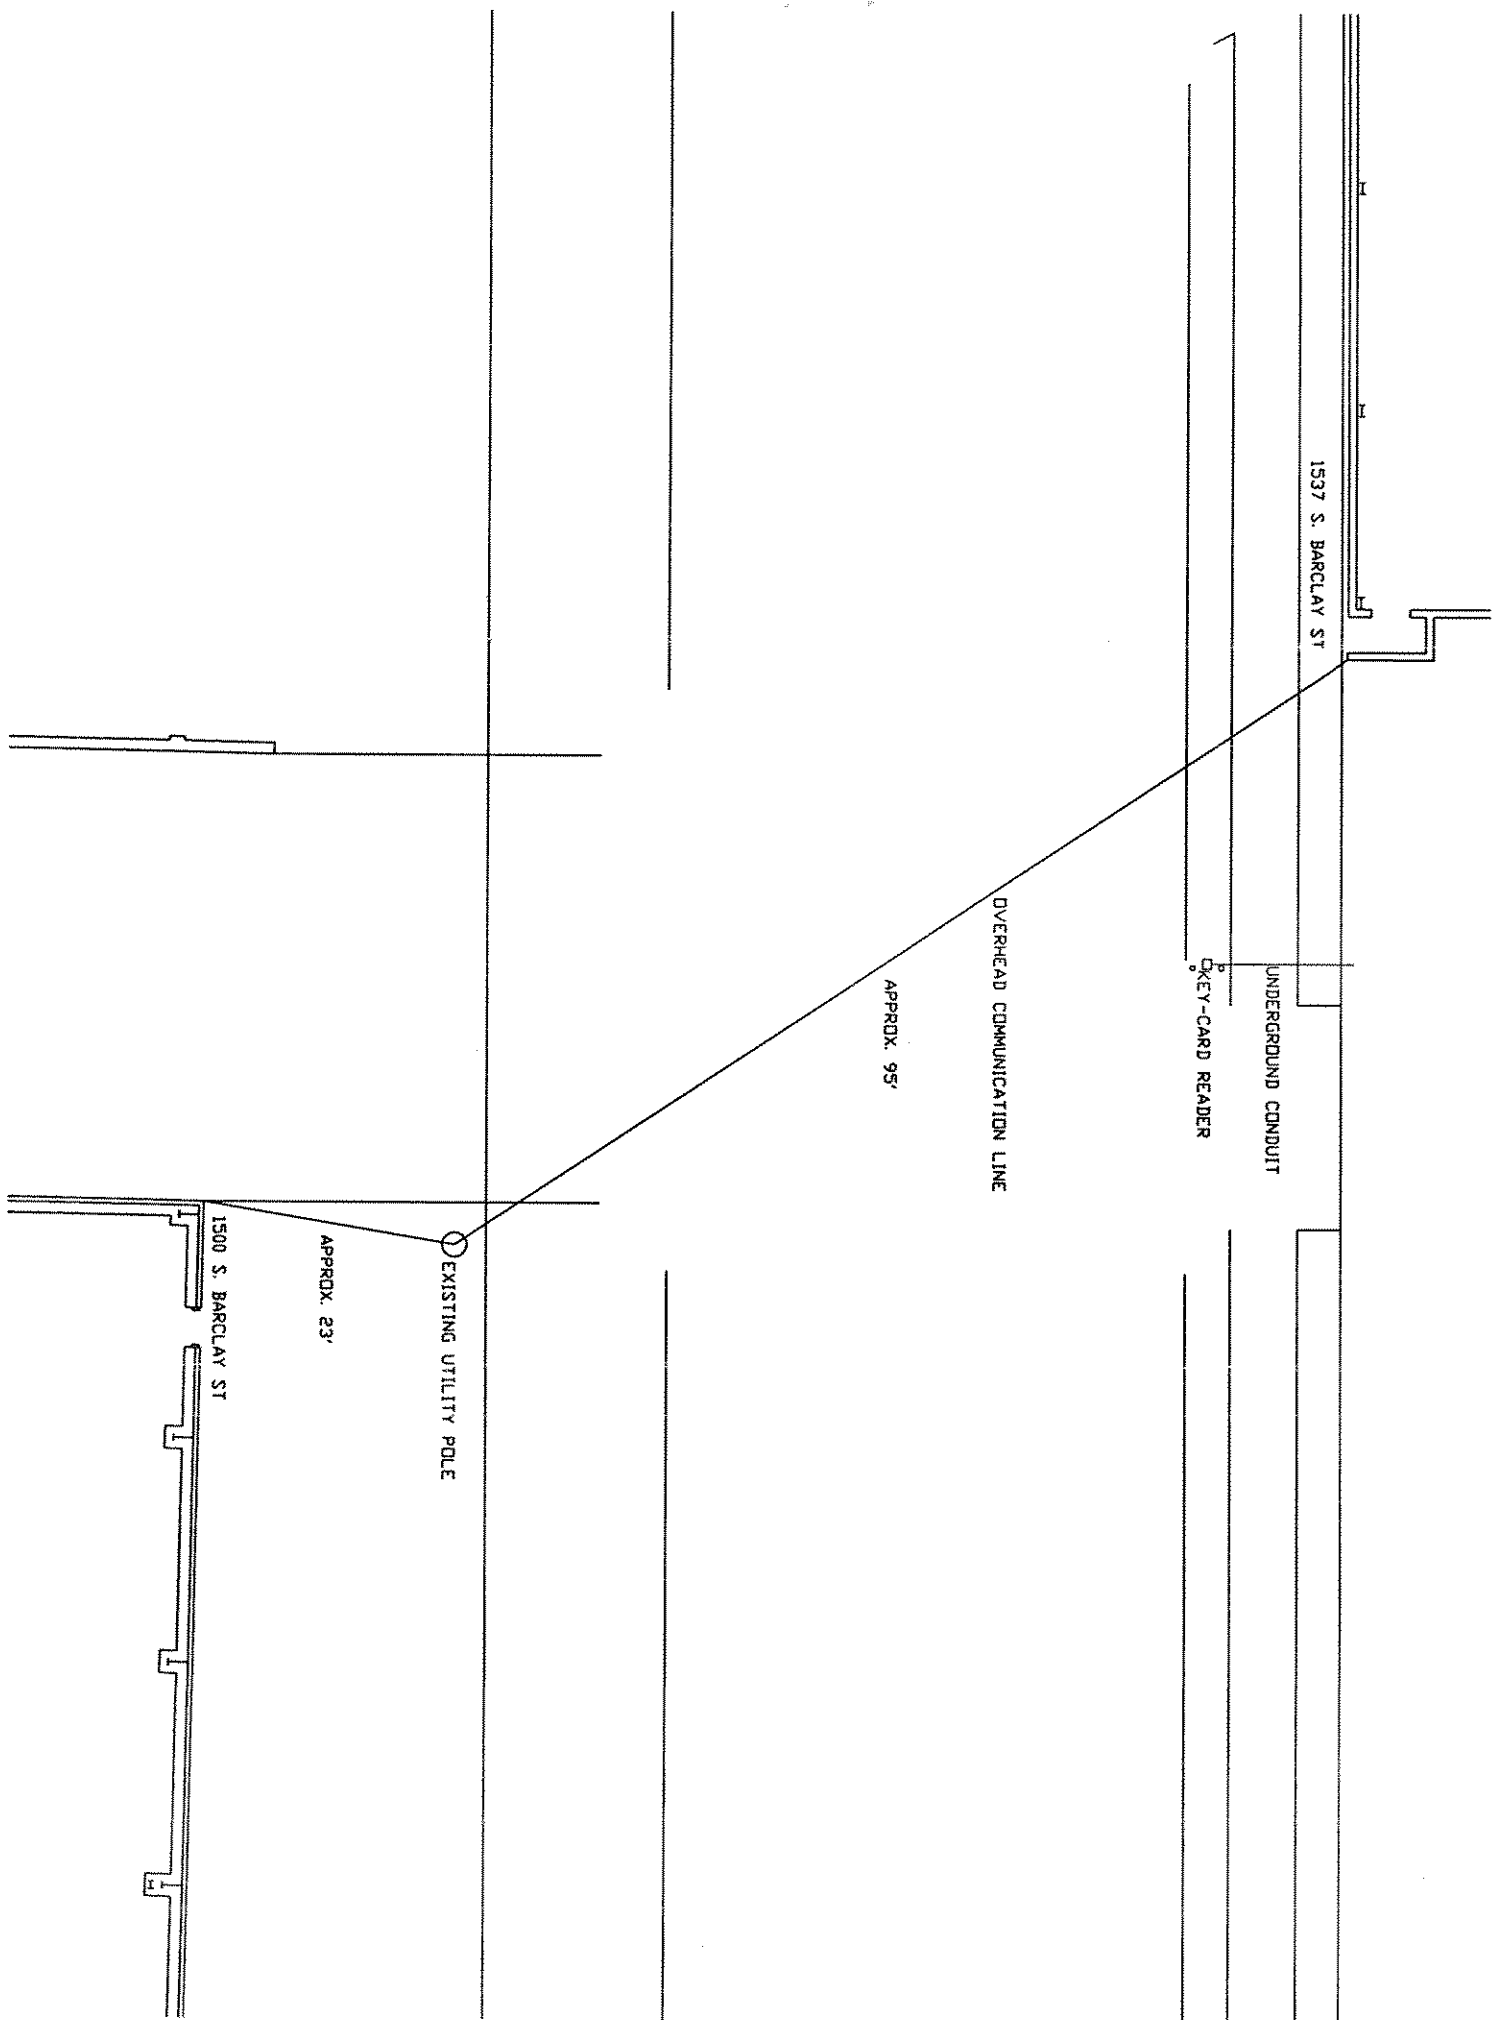 1537 S. BARCLAY ST
UNDERGROUND CONDUIT
KEY-CARD READER
OVERHEAD COMMUNICATION LINE
APPROX. 95'
EXISTING UTILITY POLE
APPROX. 23'
1500 S. BARCLAY ST